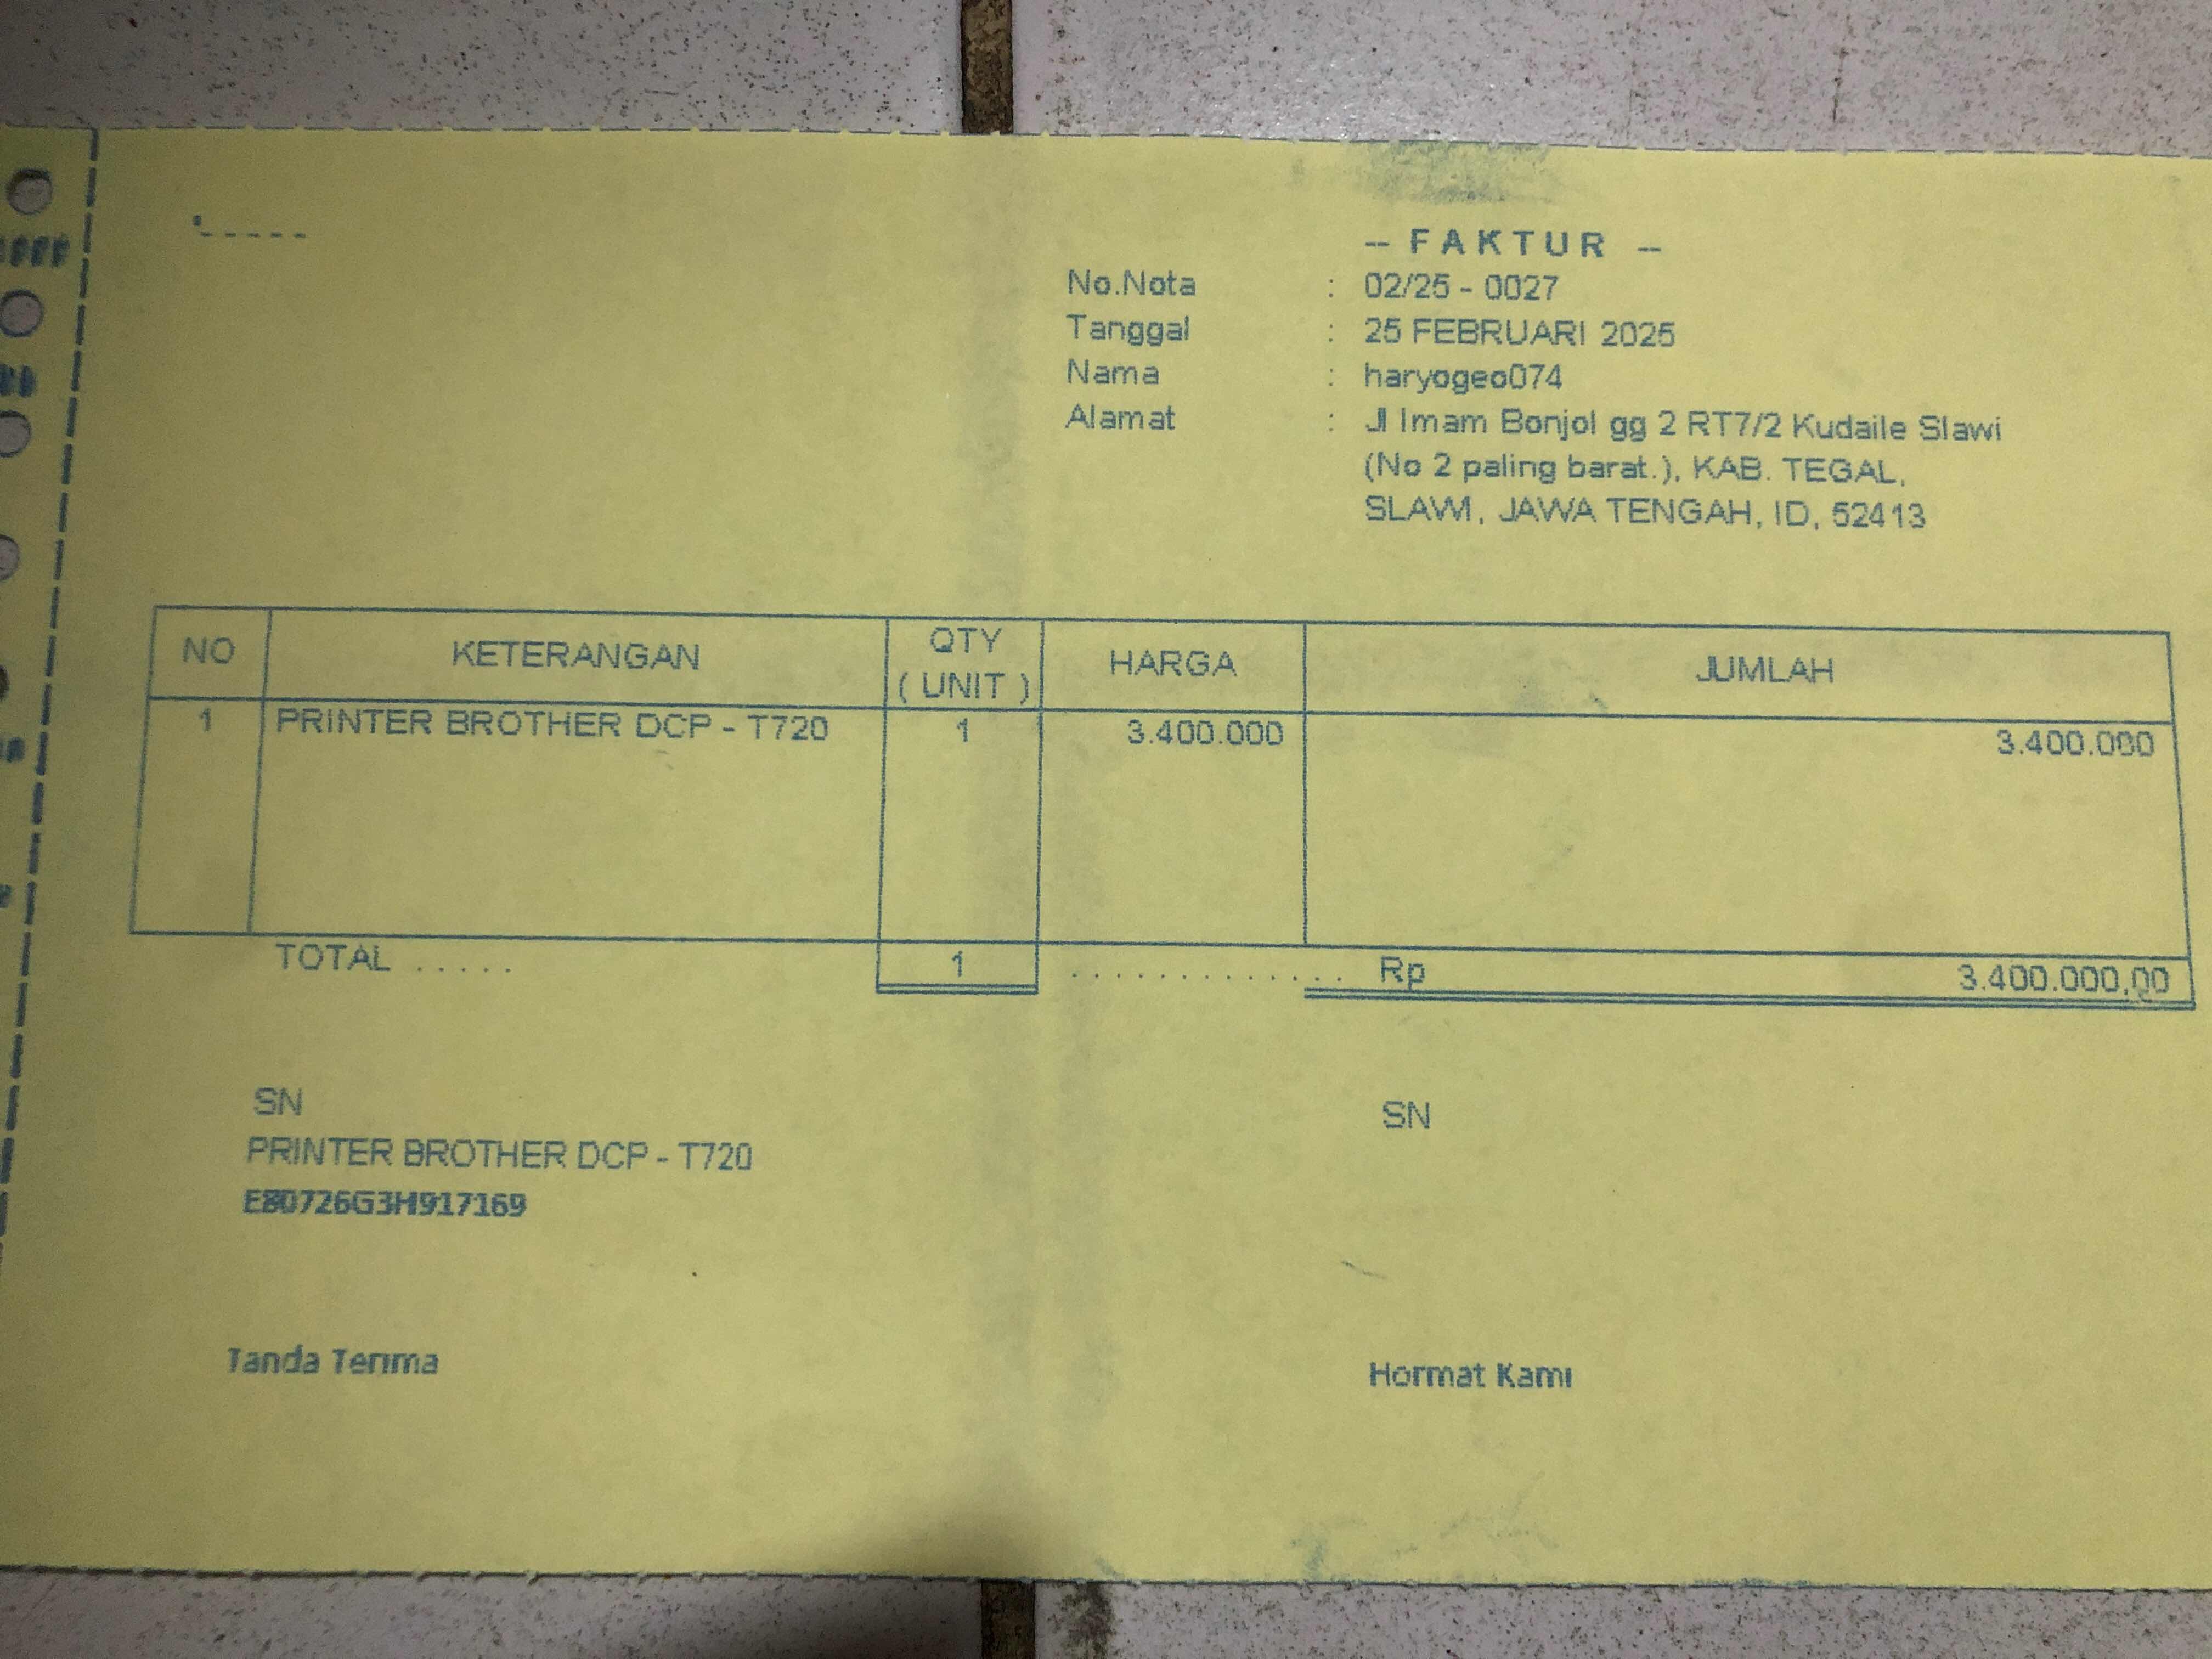 -- FAKTUR --
No.Nota : 02/25 - 0027
Tanggal : 25 FEBRUARI 2025
Nama : haryogeo074
Alamat : Jl Imam Bonjol gg 2 RT7/2 Kudaile Slawi
(No 2 paling barat.), KAB. TEGAL,
SLAWI, JAWA TENGAH, ID, 52413
NO KETERANGAN QTY ( UNIT ) HARGA JUMLAH
1 PRINTER BROTHER DCP - T720 1 3.400.000 3.400.000
TOTAL ..... 1 ............. Rp 3.400.000,00
SN SN
PRINTER BROTHER DCP - T720
E80726G3H917169
Tanda Terima Hormat Kami